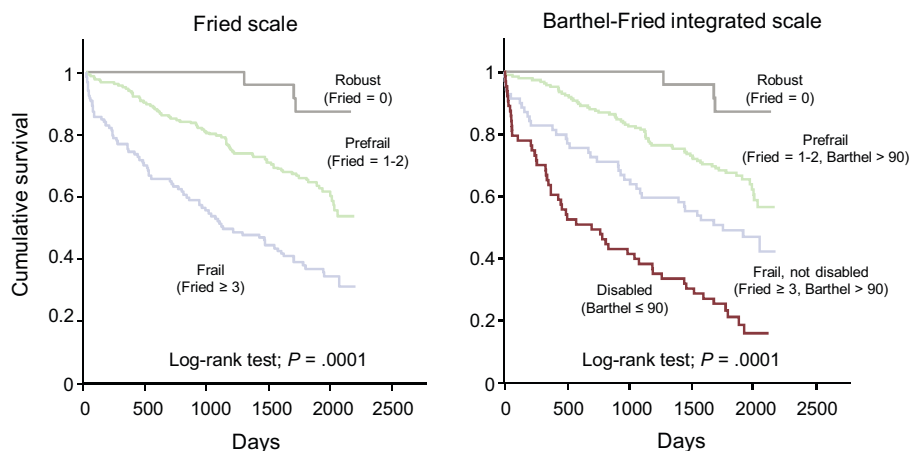 Fried scale
Cumulative survival
1
0.8
0.6
0.4
0.2
0
Robust
(Fried = 0)
Prefrail
(Fried = 1-2)
Frail
(Fried ≥ 3)
Log-rank test; P = .0001
0 500 1000 1500 2000 2500
Days
Barthel-Fried integrated scale
1
0.8
0.6
0.4
0.2
0
Robust
(Fried = 0)
Prefrail
(Fried = 1-2, Barthel > 90)
Frail, not disabled
(Fried ≥ 3, Barthel > 90)
Disabled
(Barthel ≤ 90)
Log-rank test; P = .0001
0 500 1000 1500 2000 2500
Days